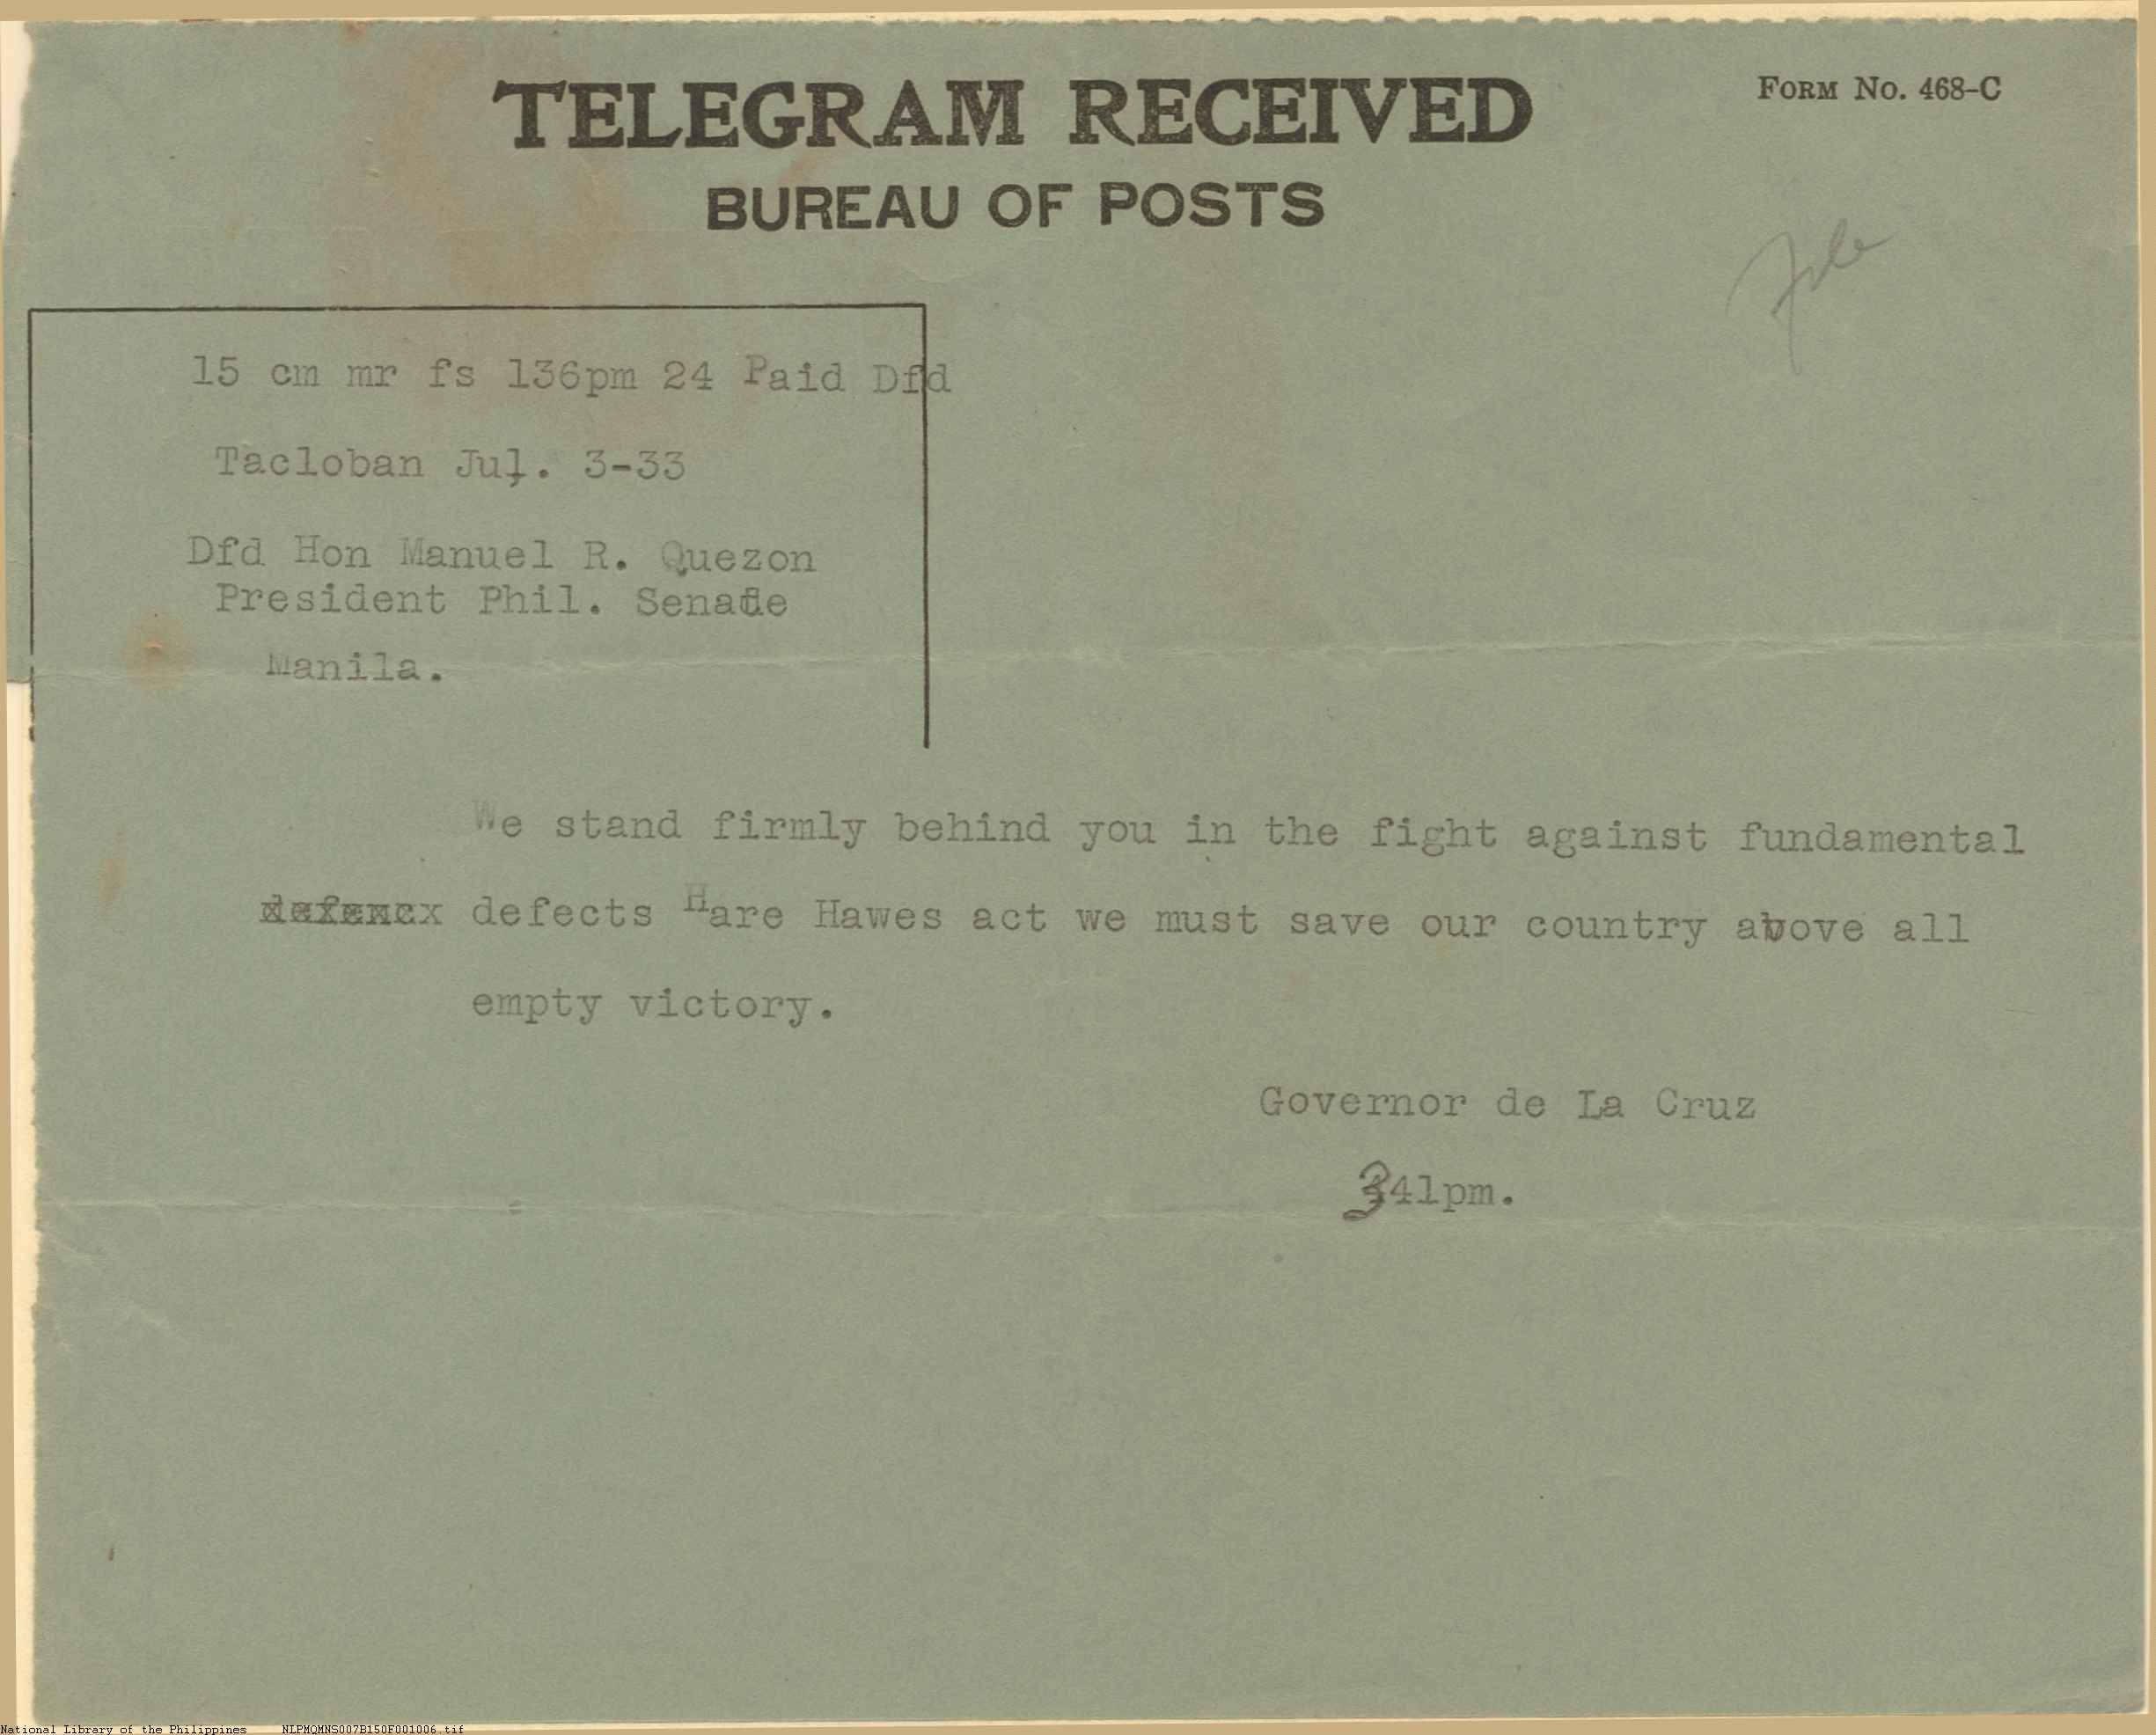 TELEGRAM RECEIVED
FORM NO. 468-C
BUREAU OF POSTS
File
15 cm mr fs 136pm 24 Paid Dfd
Tacloban Jul. 3-33
Dfd Hon Manuel R. Quezon
President Phil. Senate
Manila.
We stand firmly behind you in the fight against fundamental
defects Hare Hawes act we must save our country above all
empty victory.
Governor de La Cruz
341pm.
National Library of the Philippines NLPMQMNS007B150F001006.tif